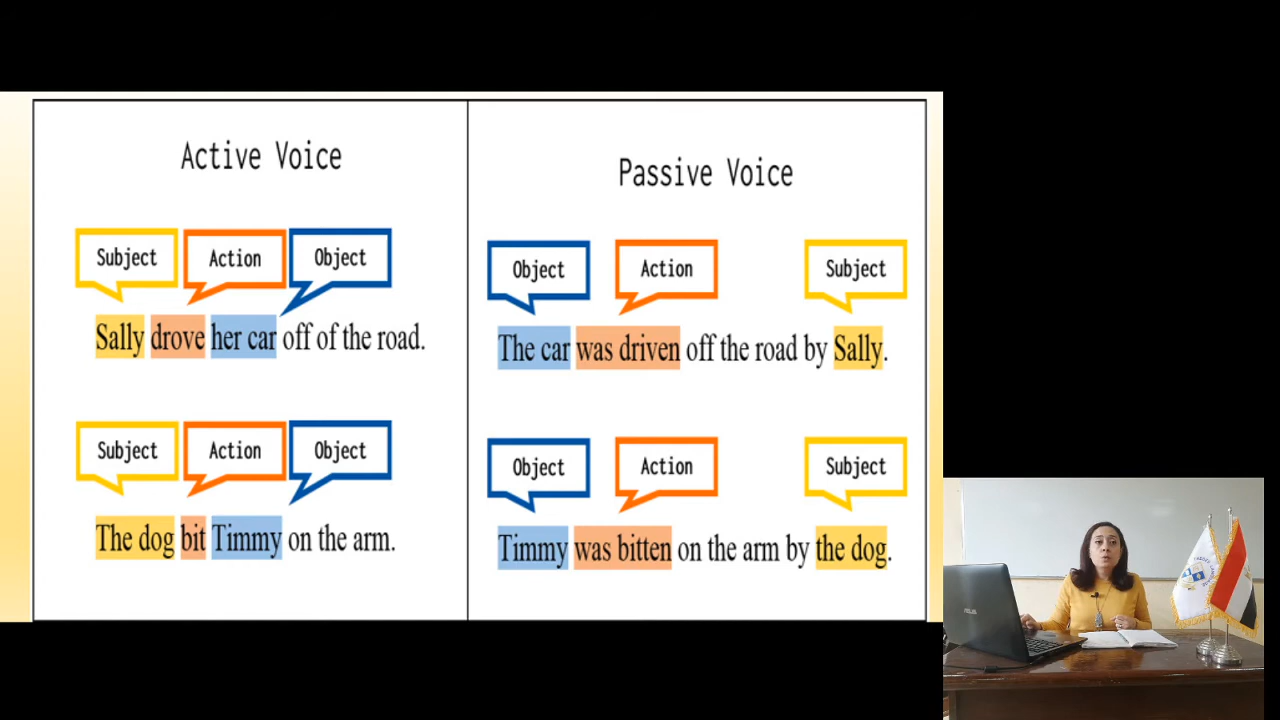 Active Voice
Subject Action Object
Sally drove her car off of the road.
Subject Action Object
The dog bit Timmy on the arm.
Passive Voice
Object Action Subject
The car was driven off the road by Sally.
Object Action Subject
Timmy was bitten on the arm by the dog.
ASUS